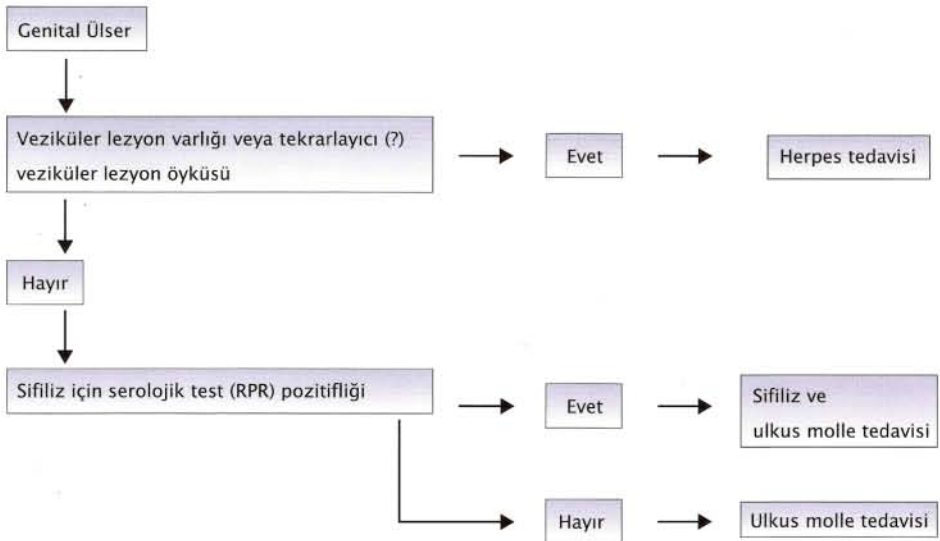 Genital Ülser
Veziküler lezyon varlığı veya tekrarlayıcı (?)
veziküler lezyon öyküsü
Evet
Herpes tedavisi
Hayır
Sifiliz için serolojik test (RPR) pozitifliği
Evet
Sifiliz ve
ulkus molle tedavisi
Hayır
Ulkus molle tedavisi